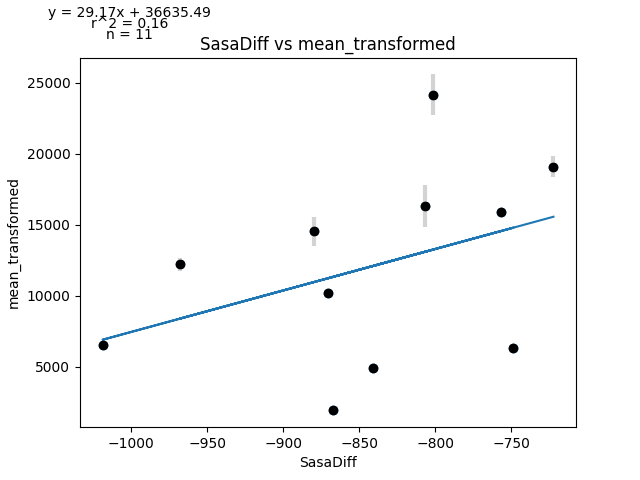 y = 29.17x + 36635.49
r^2 = 0.16
n = 11
SasaDiff vs mean_transformed
25000
20000
15000
10000
5000
mean_transformed
−1000
−950
−900
−850
−800
−750
SasaDiff